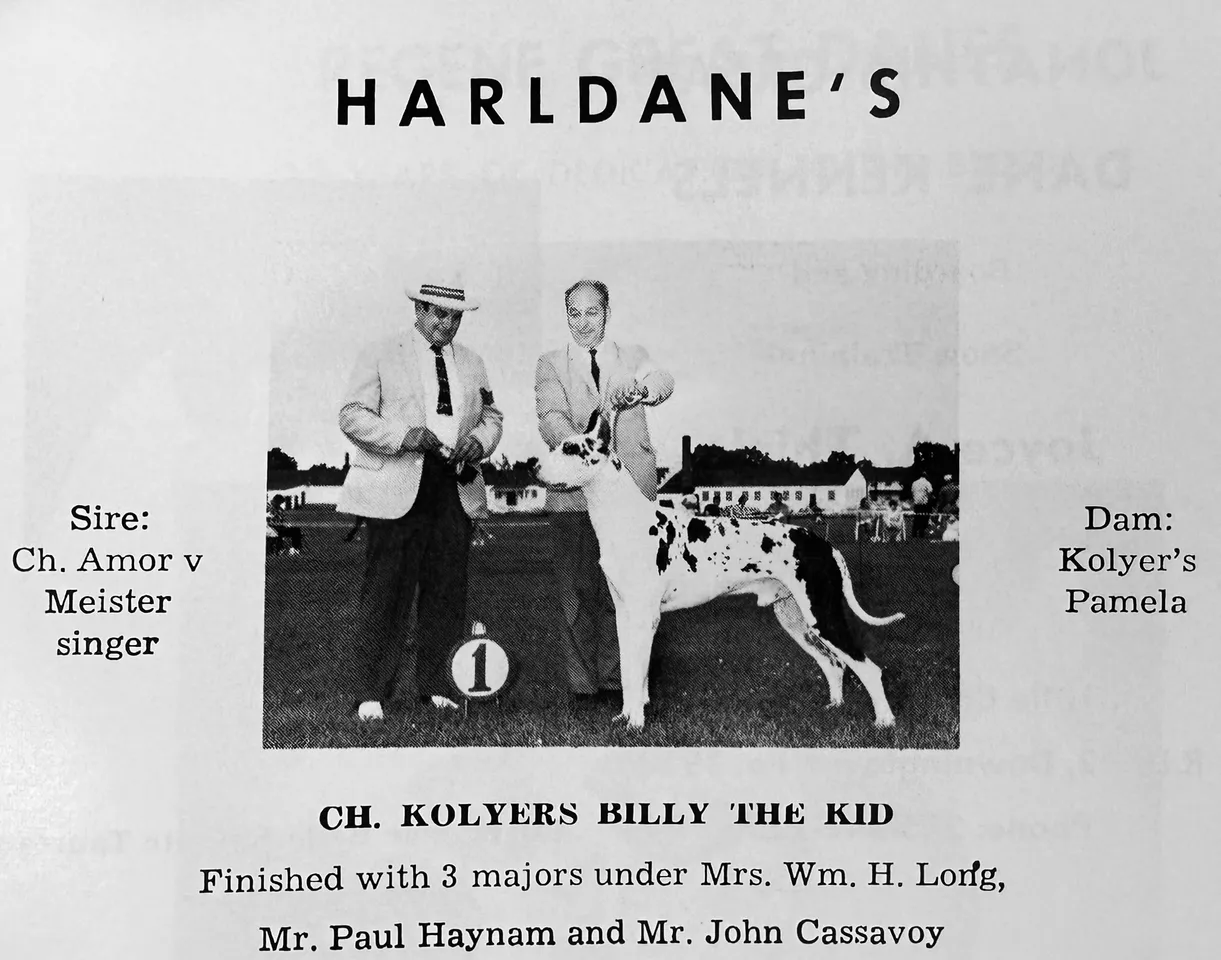 HARLDANE'S
Sire:
Ch. Amor v
Meister
singer
1
Dam:
Kolyer's
Pamela
CH. KOLYERS BILLY THE KID
Finished with 3 majors under Mrs. Wm. H. Long,
Mr. Paul Haynam and Mr. John Cassavoy